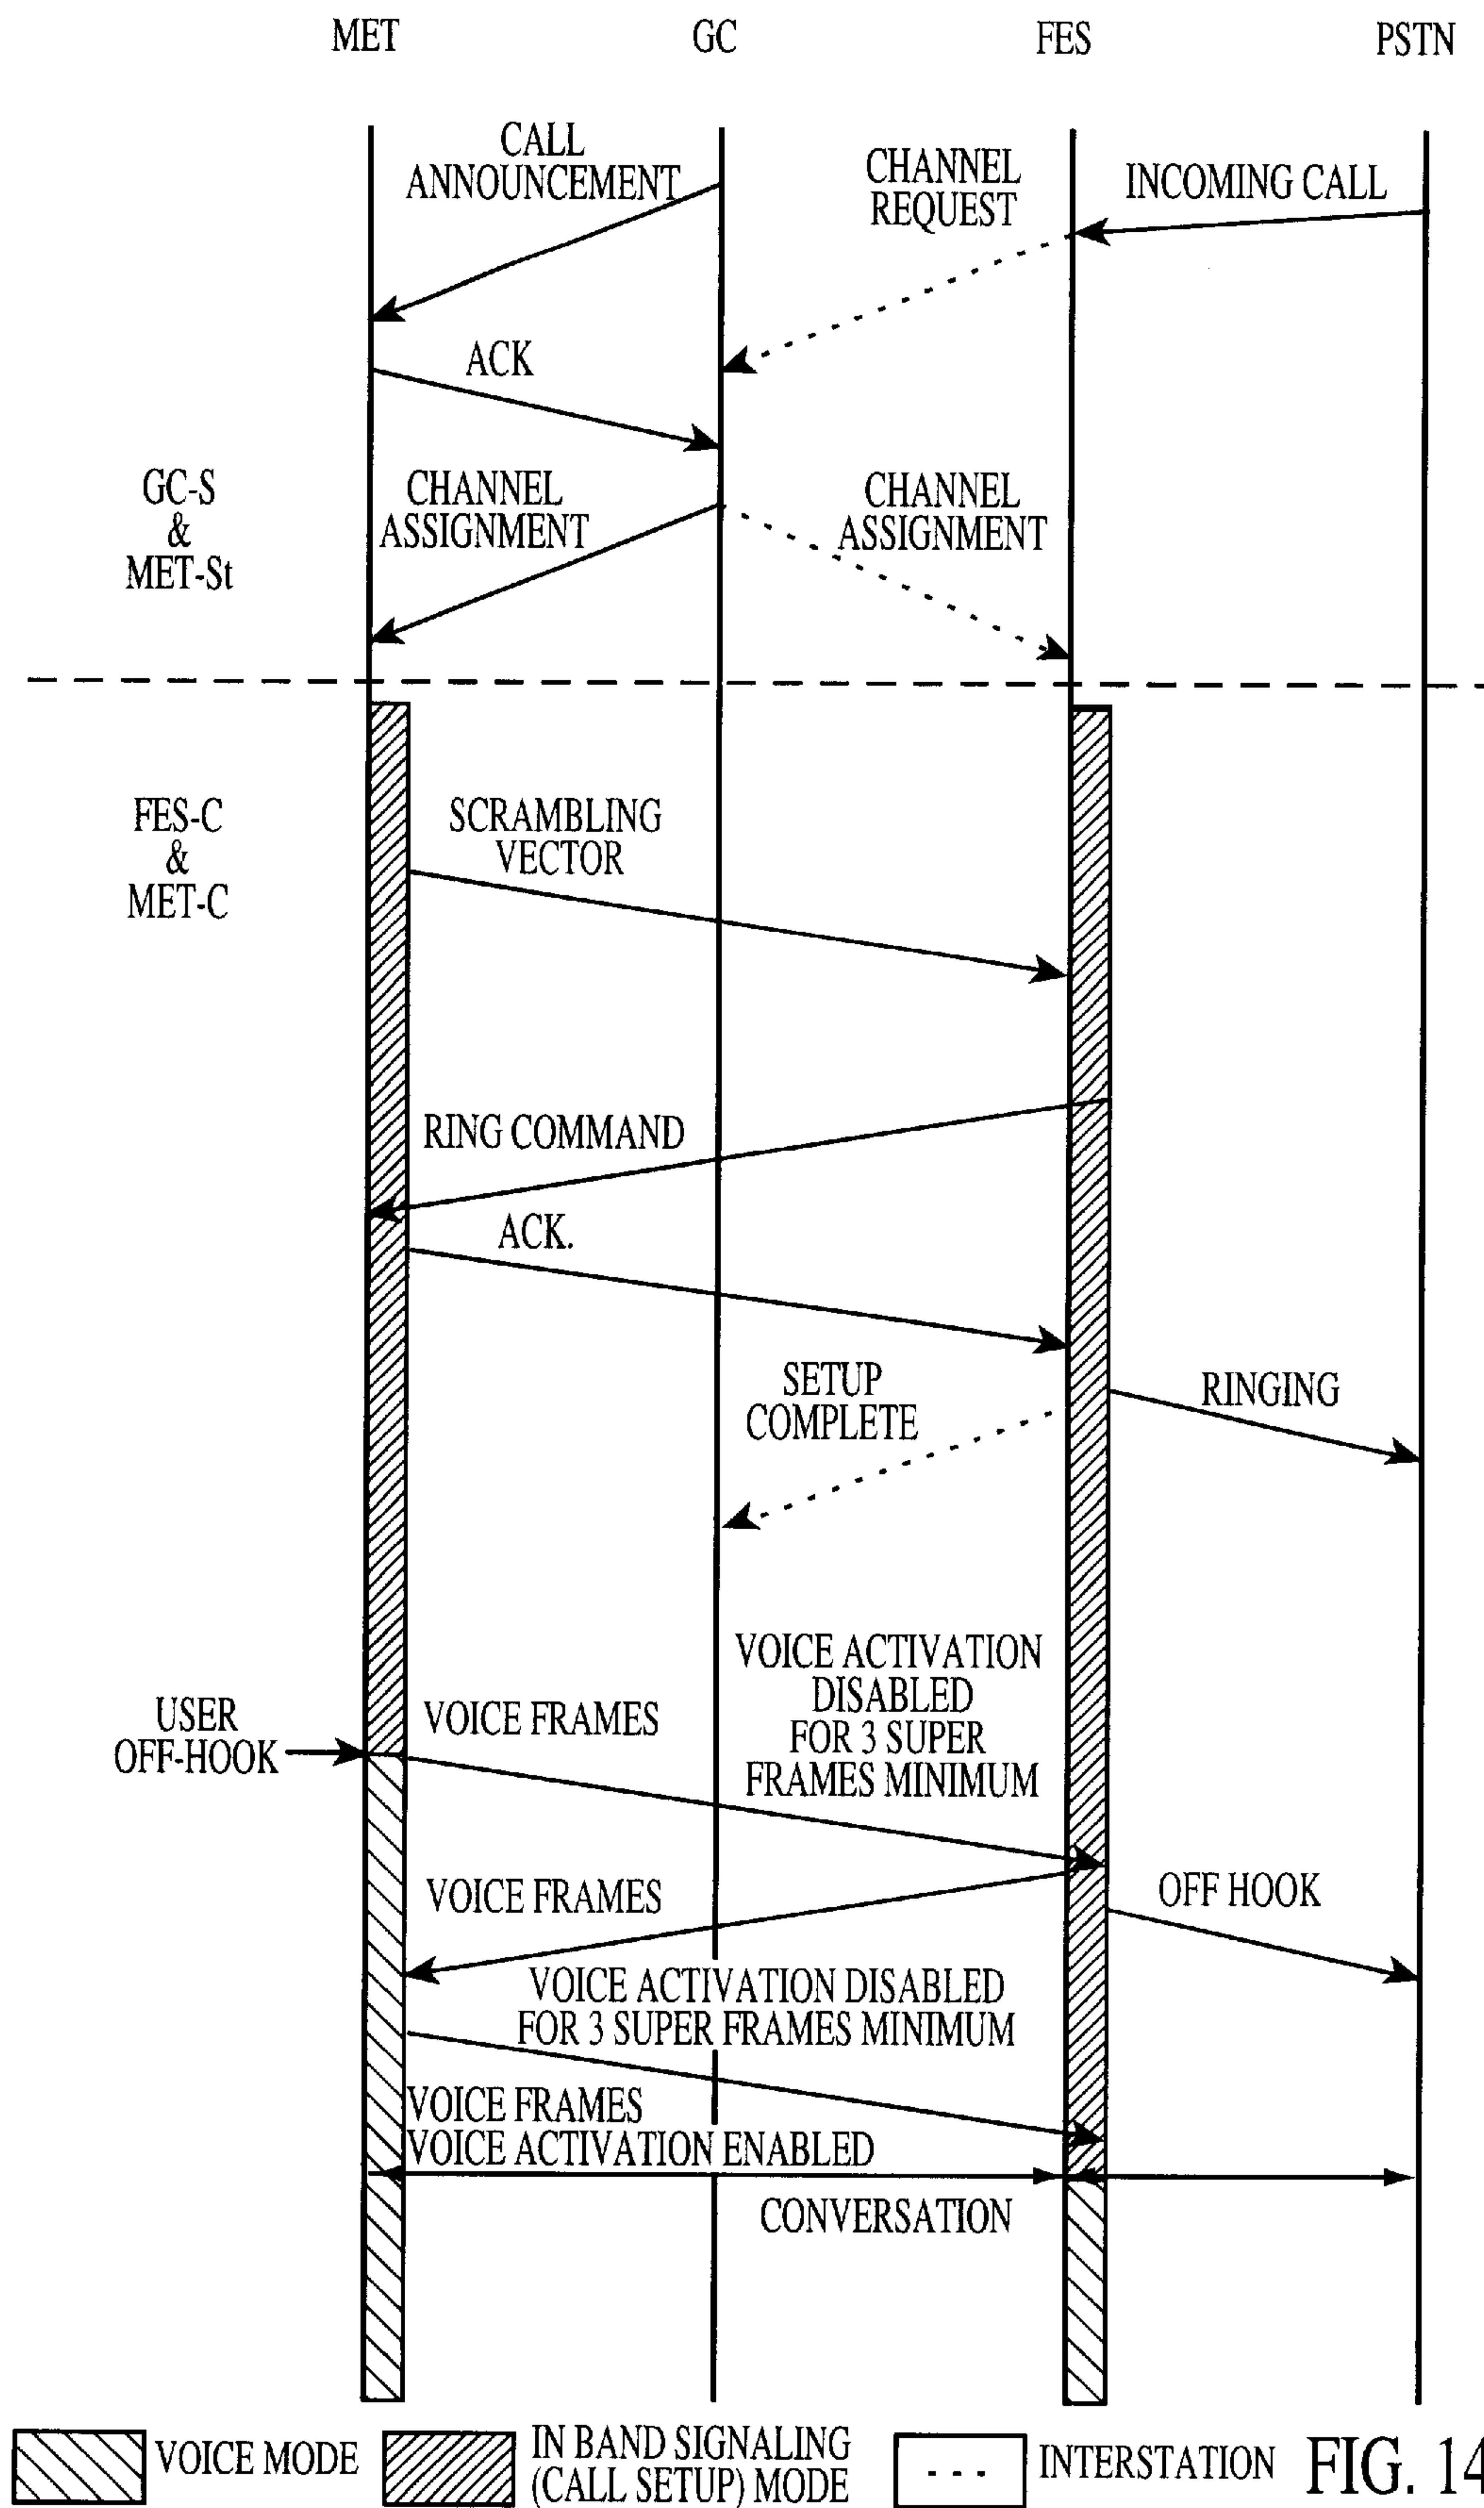 MET
GC
FES
PSTN
CALL
ANNOUNCEMENT
CHANNEL
REQUEST
INCOMING CALL
ACK
GC-S
&
MET-St
CHANNEL
ASSIGNMENT
CHANNEL
ASSIGNMENT
FES-C
&
MET-C
SCRAMBLING
VECTOR
RING COMMAND
ACK.
SETUP
COMPLETE
RINGING
VOICE ACTIVATION
DISABLED
FOR 3 SUPER
FRAMES MINIMUM
USER
OFF-HOOK
VOICE FRAMES
VOICE FRAMES
OFF HOOK
VOICE ACTIVATION DISABLED
FOR 3 SUPER FRAMES MINIMUM
VOICE FRAMES
VOICE ACTIVATION ENABLED
CONVERSATION
VOICE MODE
IN BAND SIGNALING
(CALL SETUP) MODE
INTERSTATION
FIG. 14